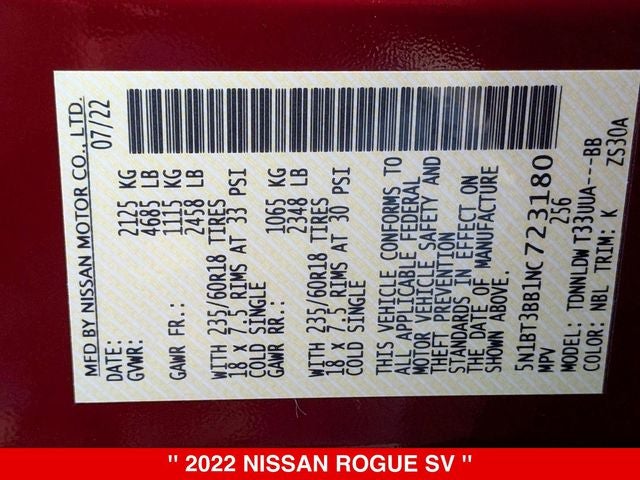 MFD BY NISSAN MOTOR CO., LTD.
DATE: 07/22
GVWR: 2125 KG
4685 LB
GAWR FR.: 1115 KG
2458 LB
WITH 235/60R18 TIRES
18 X 7.5 RIMS AT 33 PSI
COLD SINGLE
GAWR RR.: 1065 KG
2348 LB
WITH 235/60R18 TIRES
18 X 7.5 RIMS AT 30 PSI
COLD SINGLE
THIS VEHICLE CONFORMS TO
ALL APPLICABLE FEDERAL
MOTOR VEHICLE SAFETY AND
THEFT PREVENTION
STANDARDS IN EFFECT ON
THE DATE OF MANUFACTURE
SHOWN ABOVE.
5N1BT3BB1NC723180
MPV 256
MODEL: TDNNLDW T33UUA---BB
COLOR: NBL TRIM: K ZS30A
" 2022 NISSAN ROGUE SV "